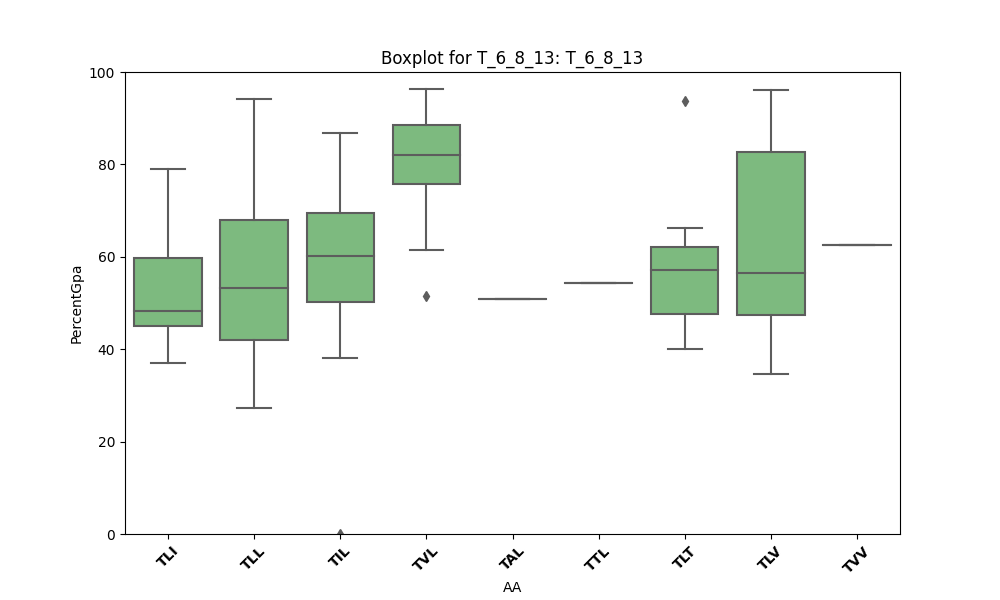 Boxplot for T_6_8_13: T_6_8_13
100
80
60
40
20
0
PercentGpa
TLI TLL TIL TVL TAL TTL TLT TLV TVV
AA